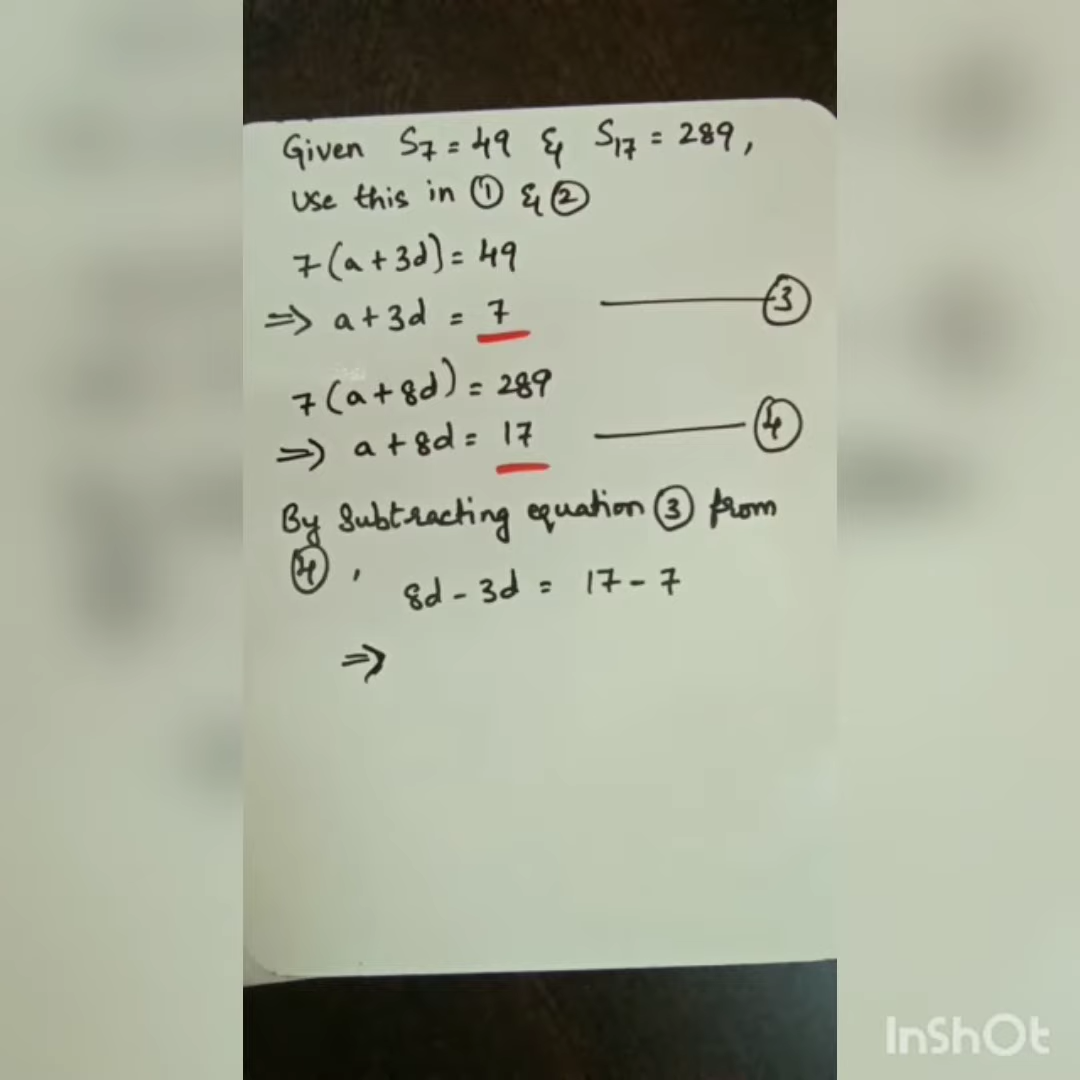 Given S₇ = 49 & S₁₇ = 289,
Use this in ① & ②
7(a + 3d) = 49
⇒ a + 3d = 7 ——— ③
7(a + 8d) = 289
⇒ a + 8d = 17 ——— ④
By Subtracting equation ③ from
④,
8d - 3d = 17 - 7
⇒
InShOt